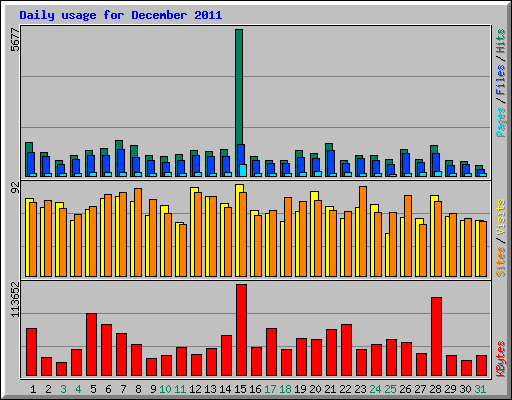 Daily usage for December 2011
5677
Pages / Files / Hits
92
Sites / Visits
113652
KBytes
1 2 3 4 5 6 7 8 9 10 11 12 13 14 15 16 17 18 19 20 21 22 23 24 25 26 27 28 29 30 31